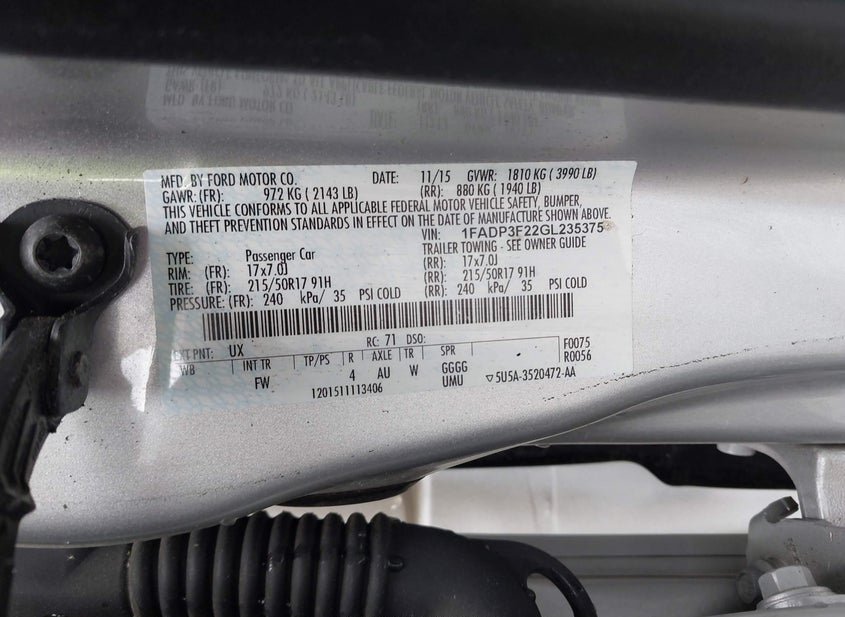 MFD. BY FORD MOTOR CO. DATE: 11/15 GVWR: 1810 KG ( 3990 LB)
GAWR: (FR): 972 KG ( 2143 LB) (RR): 880 KG ( 1940 LB)
THIS VEHICLE CONFORMS TO ALL APPLICABLE FEDERAL MOTOR VEHICLE SAFETY, BUMPER,
AND THEFT PREVENTION STANDARDS IN EFFECT ON THE DATE OF MANUFACTURE SHOWN ABOVE.
VIN: 1FADP3F22GL235375
TYPE: Passenger Car TRAILER TOWING - SEE OWNER GUIDE
RIM: (FR): 17x7.0J (RR): 17x7.0J
TIRE: (FR): 215/50R17 91H (RR): 215/50R17 91H
PRESSURE: (FR): 240 kPa/ 35 PSI COLD (RR): 240 kPa/ 35 PSI COLD
EXT PNT: UX RC: 71 DSO: F0075
WB INT TR TP/PS R AXLE TR SPR R0056
FW 4 AU W GGGG
UMU
1201511113406 ▽5U5A-3520472-AA